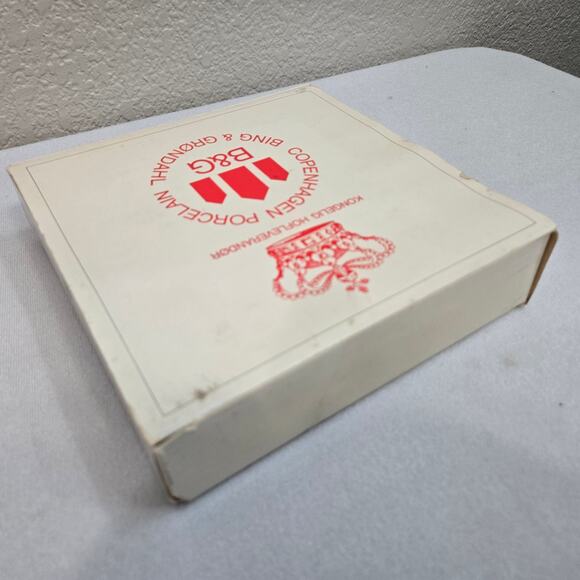 KONGELIG HOFLEVERANDØR
COPENHAGEN PORCELAIN
BING & GRØNDAHL
B&G